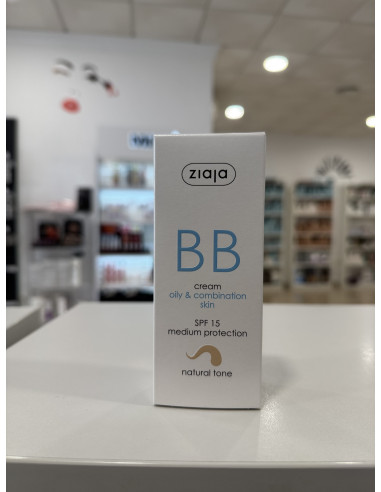 ziaja
BB
cream
oily & combination
skin
SPF 15
medium protection
natural tone